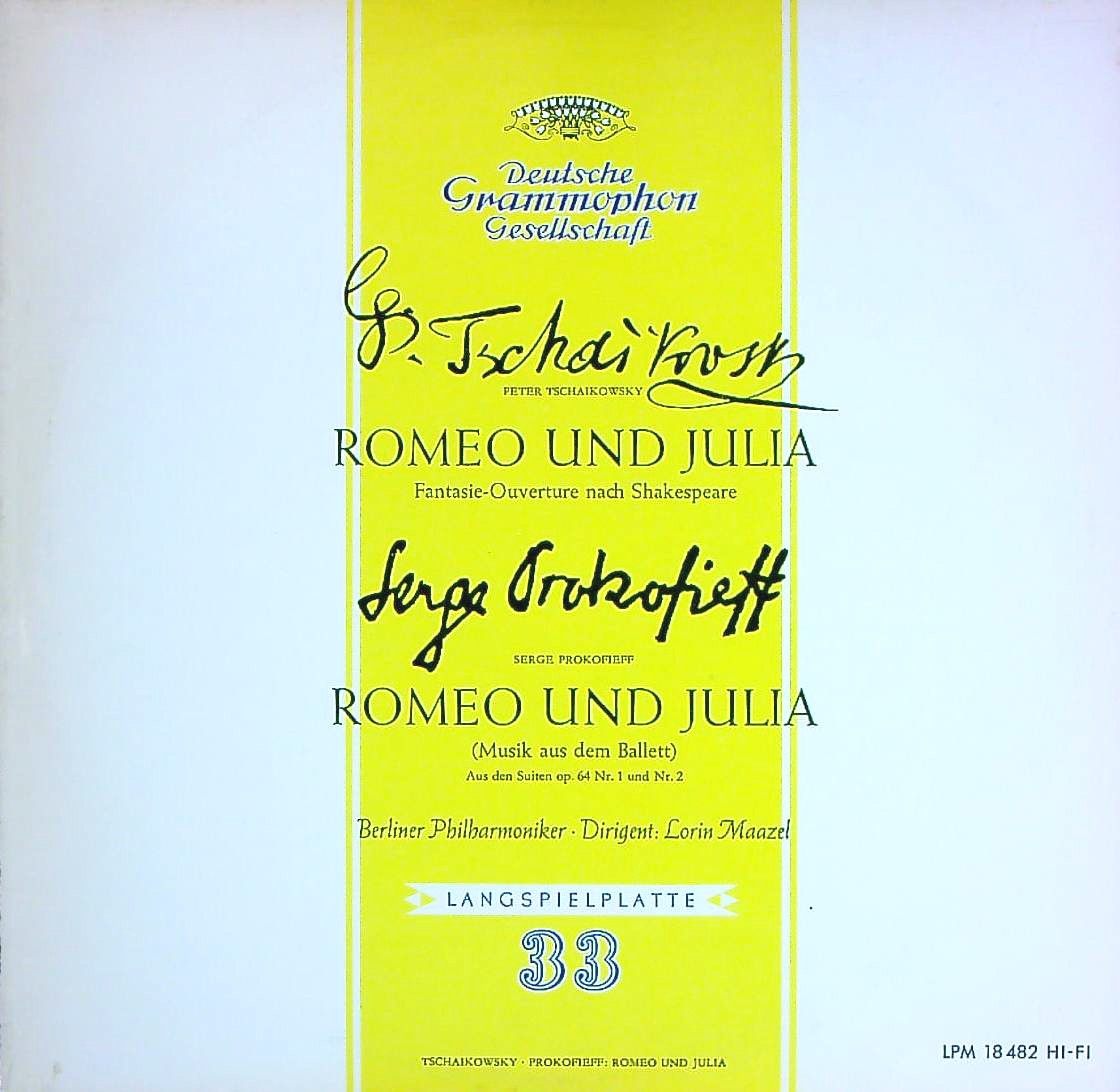 Deutsche
Grammophon
Gesellschaft
P. Tschaikovsky
PETER TSCHAIKOWSKY
ROMEO UND JULIA
Fantasie-Ouverture nach Shakespeare
Serge Prokofieff
SERGE PROKOFIEFF
ROMEO UND JULIA
(Musik aus dem Ballett)
Aus den Suiten op. 64 Nr. 1 und Nr. 2
Berliner Philharmoniker · Dirigent: Lorin Maazel
LANGSPIELPLATTE
33
TSCHAIKOWSKY · PROKOFIEFF: ROMEO UND JULIA
LPM 18 482 HI-FI